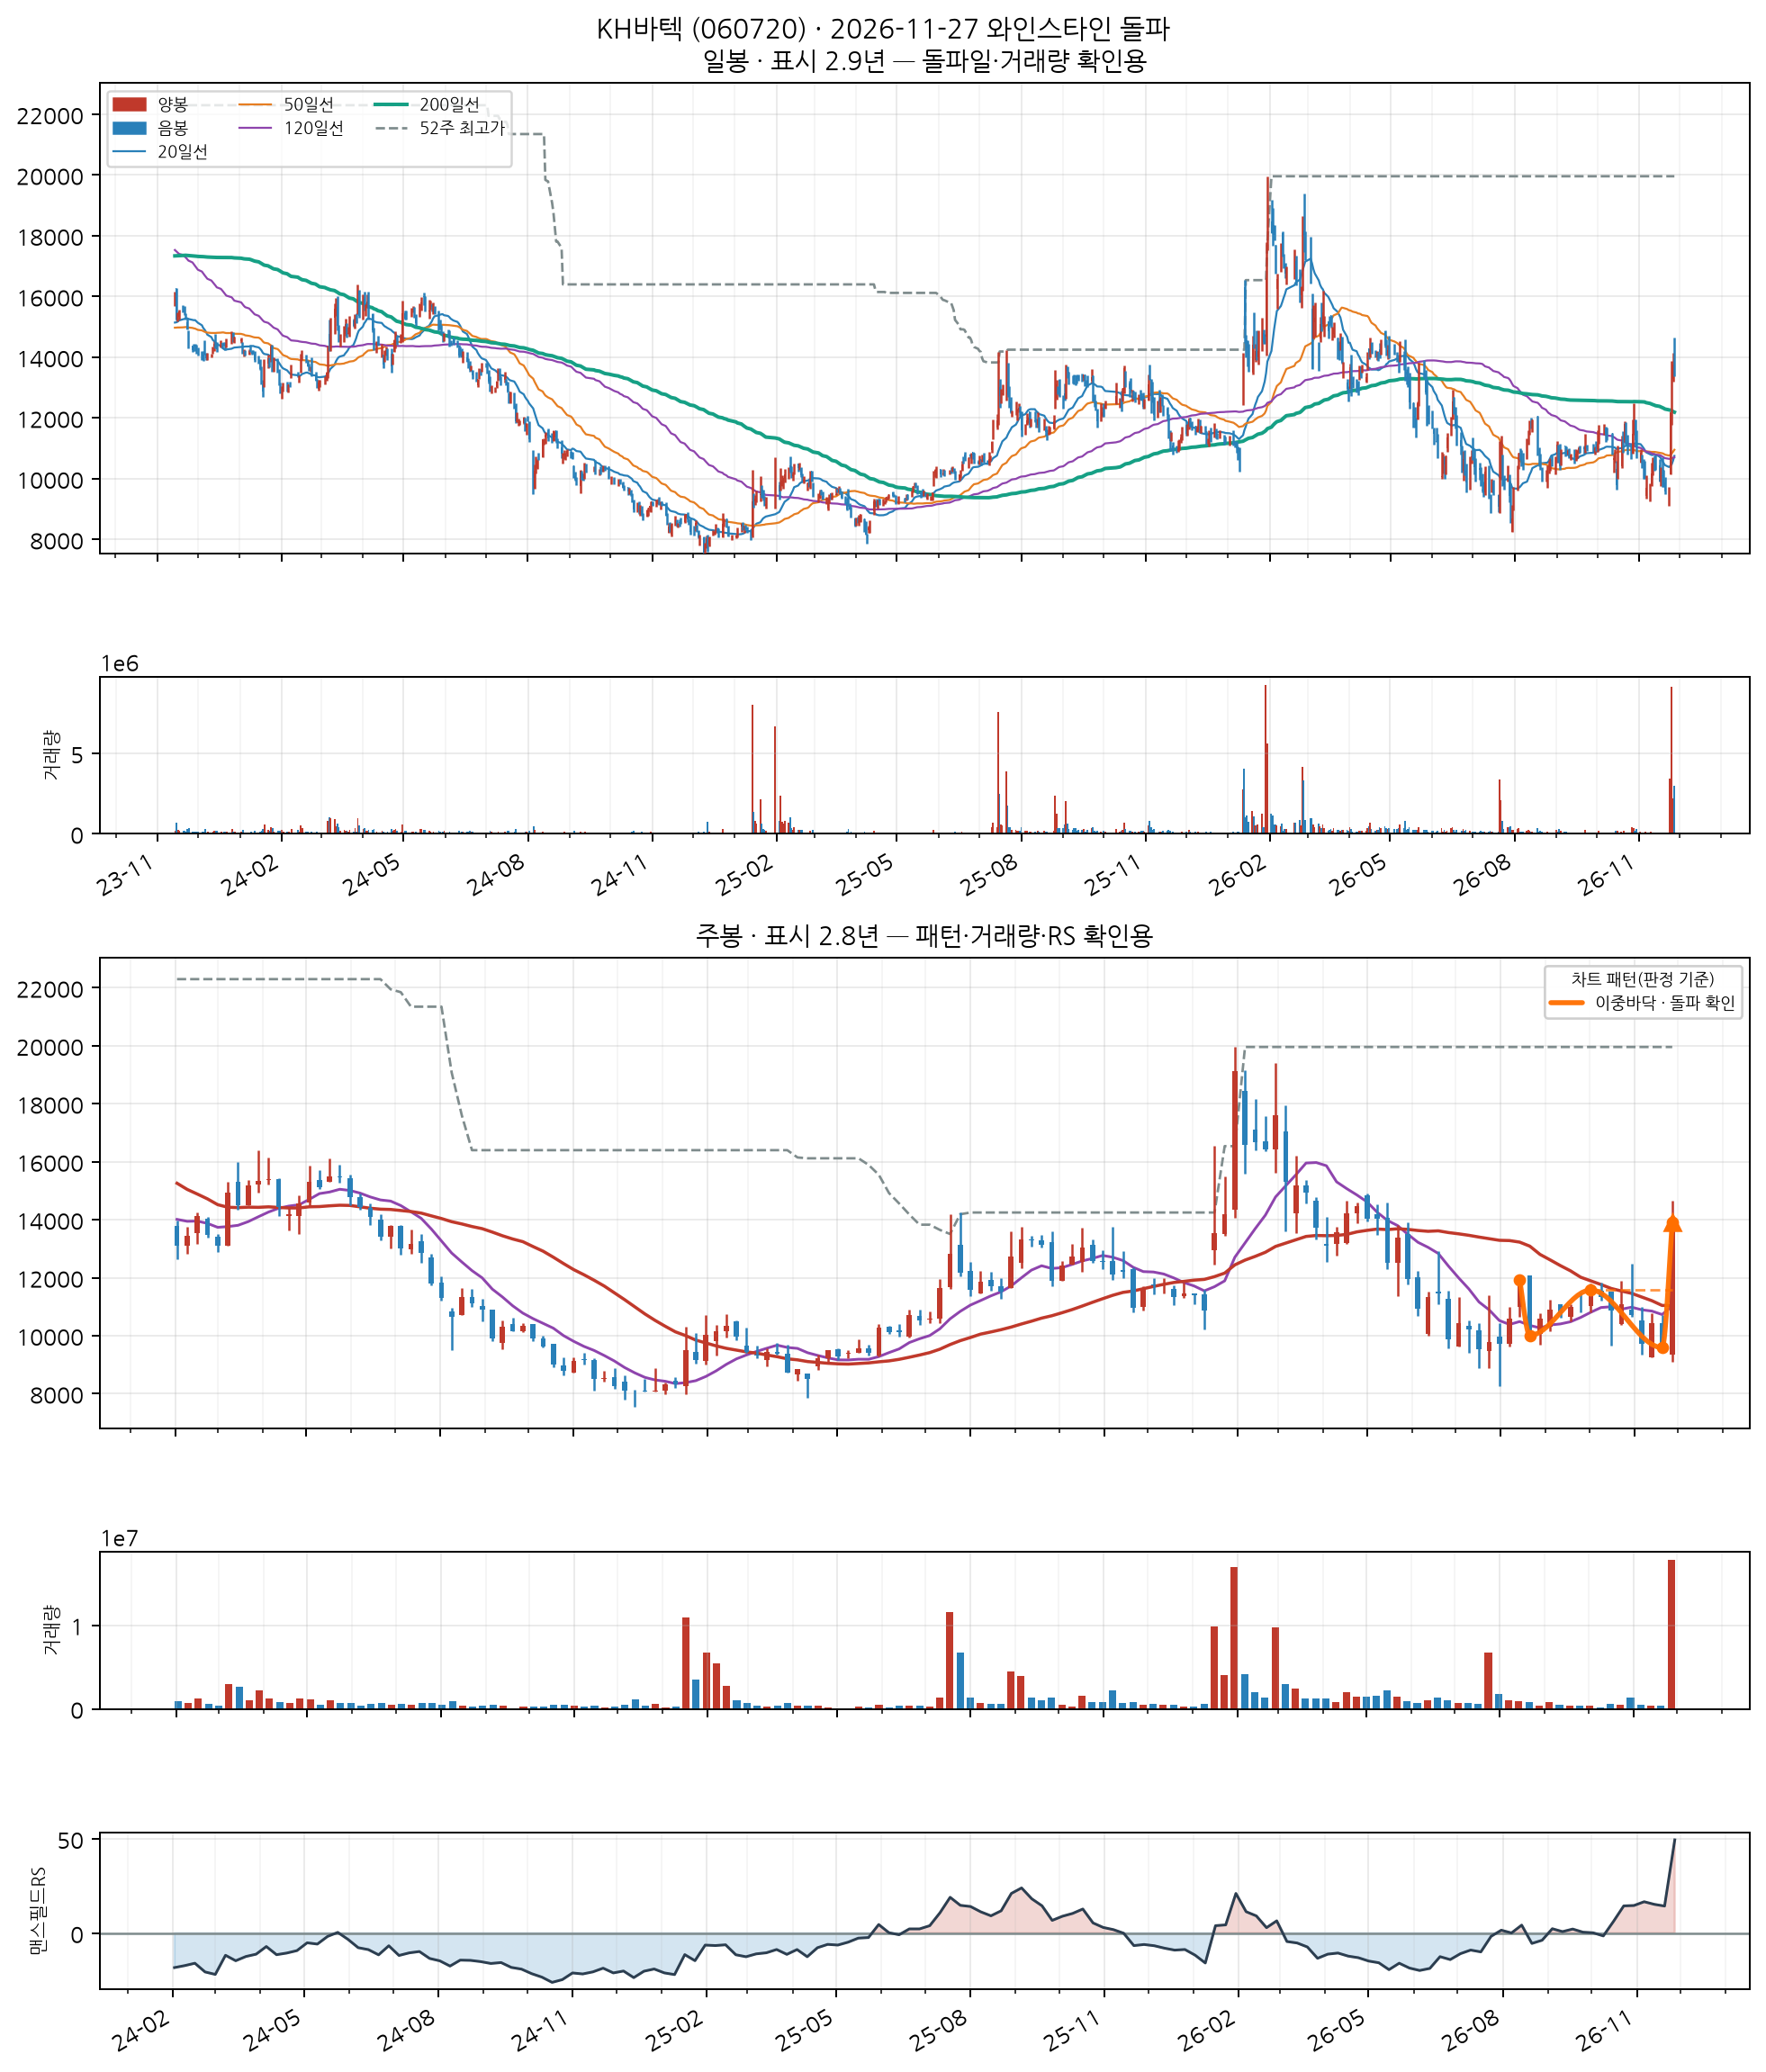 KH바텍 (060720) · 2026-11-27 와인스타인 돌파
일봉 · 표시 2.9년 — 돌파일·거래량 확인용
양봉
음봉
20일선
50일선
120일선
200일선
52주 최고가
22000
20000
18000
16000
14000
12000
10000
8000
1e6
거래량
5
0
23-11
24-02
24-05
24-08
24-11
25-02
25-05
25-08
25-11
26-02
26-05
26-08
26-11
주봉 · 표시 2.8년 — 패턴·거래량·RS 확인용
차트 패턴(판정 기준)
이중바닥 · 돌파 확인
22000
20000
18000
16000
14000
12000
10000
8000
1e7
거래량
1
0
맨스필드RS
50
0
24-02
24-05
24-08
24-11
25-02
25-05
25-08
25-11
26-02
26-05
26-08
26-11